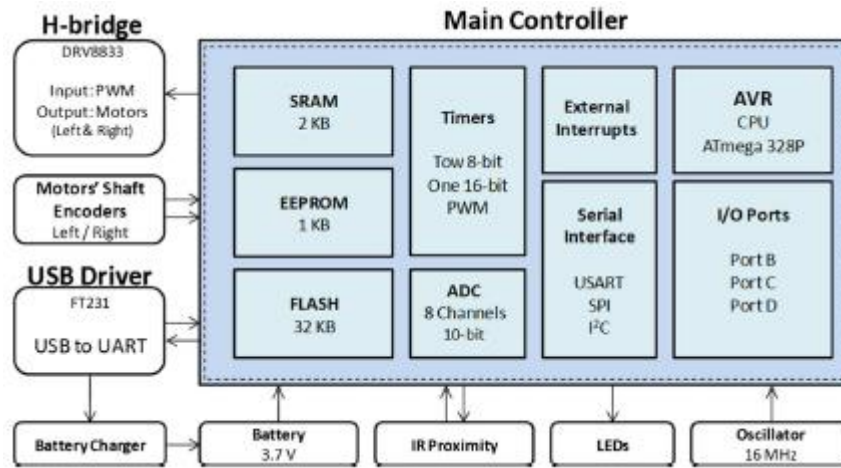 H-bridge
DRV8833
Input: PWM
Output: Motors
(Left & Right)
Motors' Shaft
Encoders
Left / Right
USB Driver
FT231
USB to UART
Battery Charger
Main Controller
SRAM
2 KB
EEPROM
1 KB
FLASH
32 KB
Timers
Tow 8-bit
One 16-bit
PWM
ADC
8 Channels
10-bit
External
Interrupts
Serial
Interface
USART
SPI
I²C
AVR
CPU
ATmega 328P
I/O Ports
Port B
Port C
Port D
Battery
3.7 V
IR Proximity
LEDs
Oscillator
16 MHz